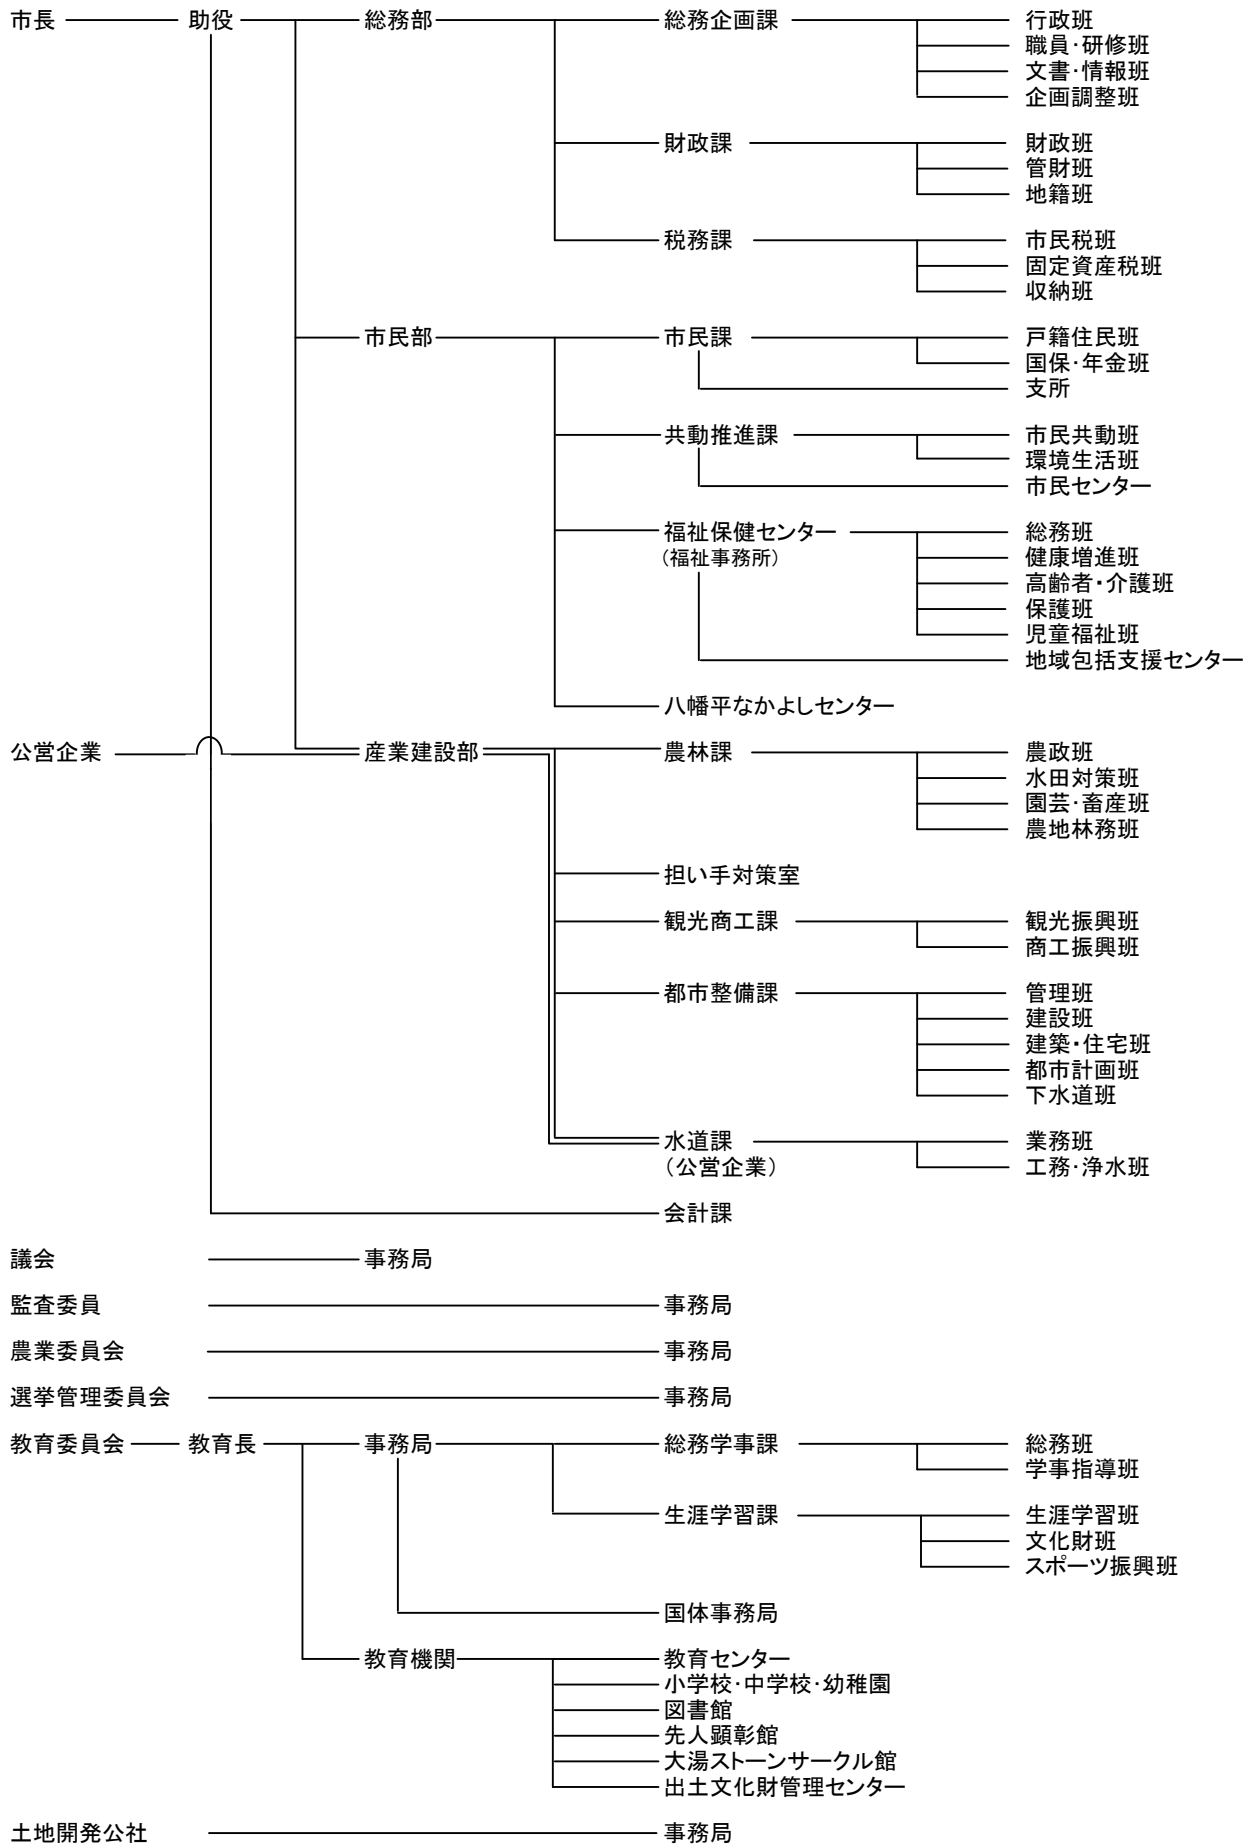 市長 助役 総務部 総務企画課 行政班
職員・研修班
文書・情報班
企画調整班
財政課 財政班
管財班
地籍班
税務課 市民税班
固定資産税班
収納班
市民部 市民課 戸籍住民班
国保・年金班
支所
共動推進課 市民共動班
環境生活班
市民センター
福祉保健センター 総務班
（福祉事務所） 健康増進班
高齢者・介護班
保護班
児童福祉班
地域包括支援センター
八幡平なかよしセンター
公営企業 産業建設部 農林課 農政班
水田対策班
園芸・畜産班
農地林務班
担い手対策室
観光商工課 観光振興班
商工振興班
都市整備課 管理班
建設班
建築・住宅班
都市計画班
下水道班
水道課 業務班
（公営企業） 工務・浄水班
会計課
議会 事務局
監査委員 事務局
農業委員会 事務局
選挙管理委員会 事務局
教育委員会 教育長 事務局 総務学事課 総務班
学事指導班
生涯学習課 生涯学習班
文化財班
スポーツ振興班
国体事務局
教育機関 教育センター
小学校・中学校・幼稚園
図書館
先人顕彰館
大湯ストーンサークル館
出土文化財管理センター
土地開発公社 事務局